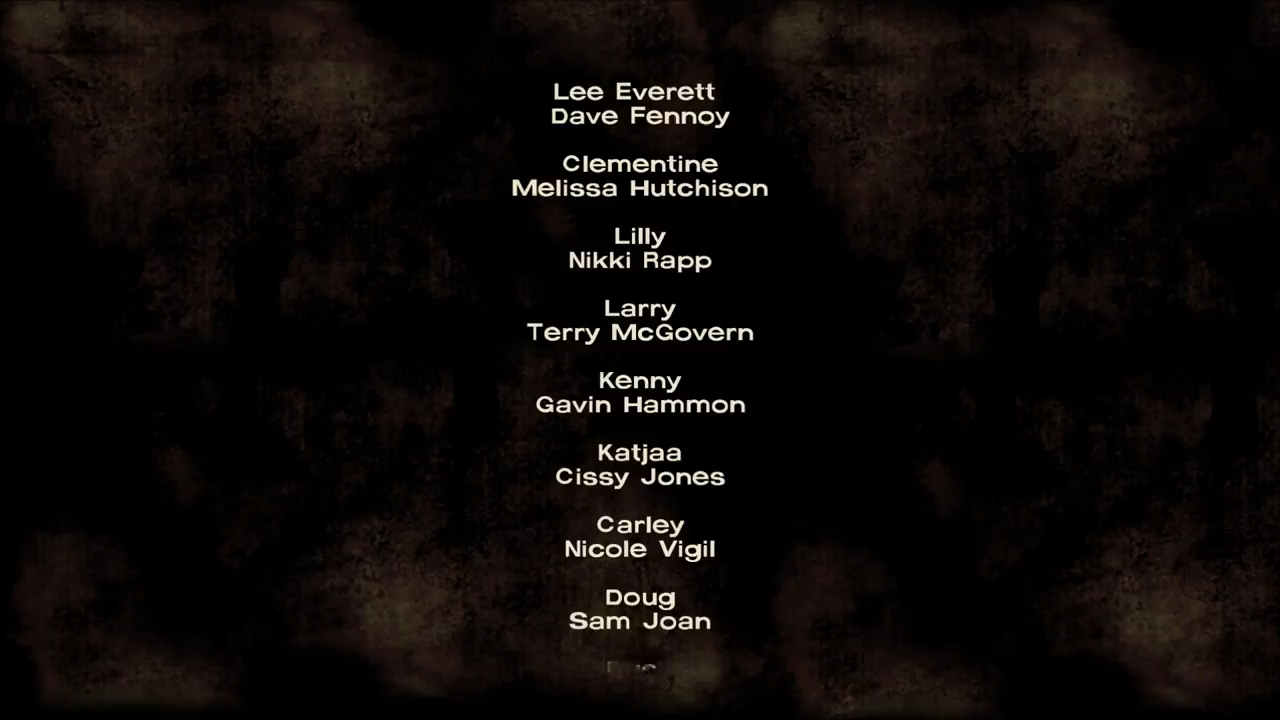 Lee Everett
Dave Fennoy
Clementine
Melissa Hutchison
Lilly
Nikki Rapp
Larry
Terry McGovern
Kenny
Gavin Hammon
Katjaa
Cissy Jones
Carley
Nicole Vigil
Doug
Sam Joan